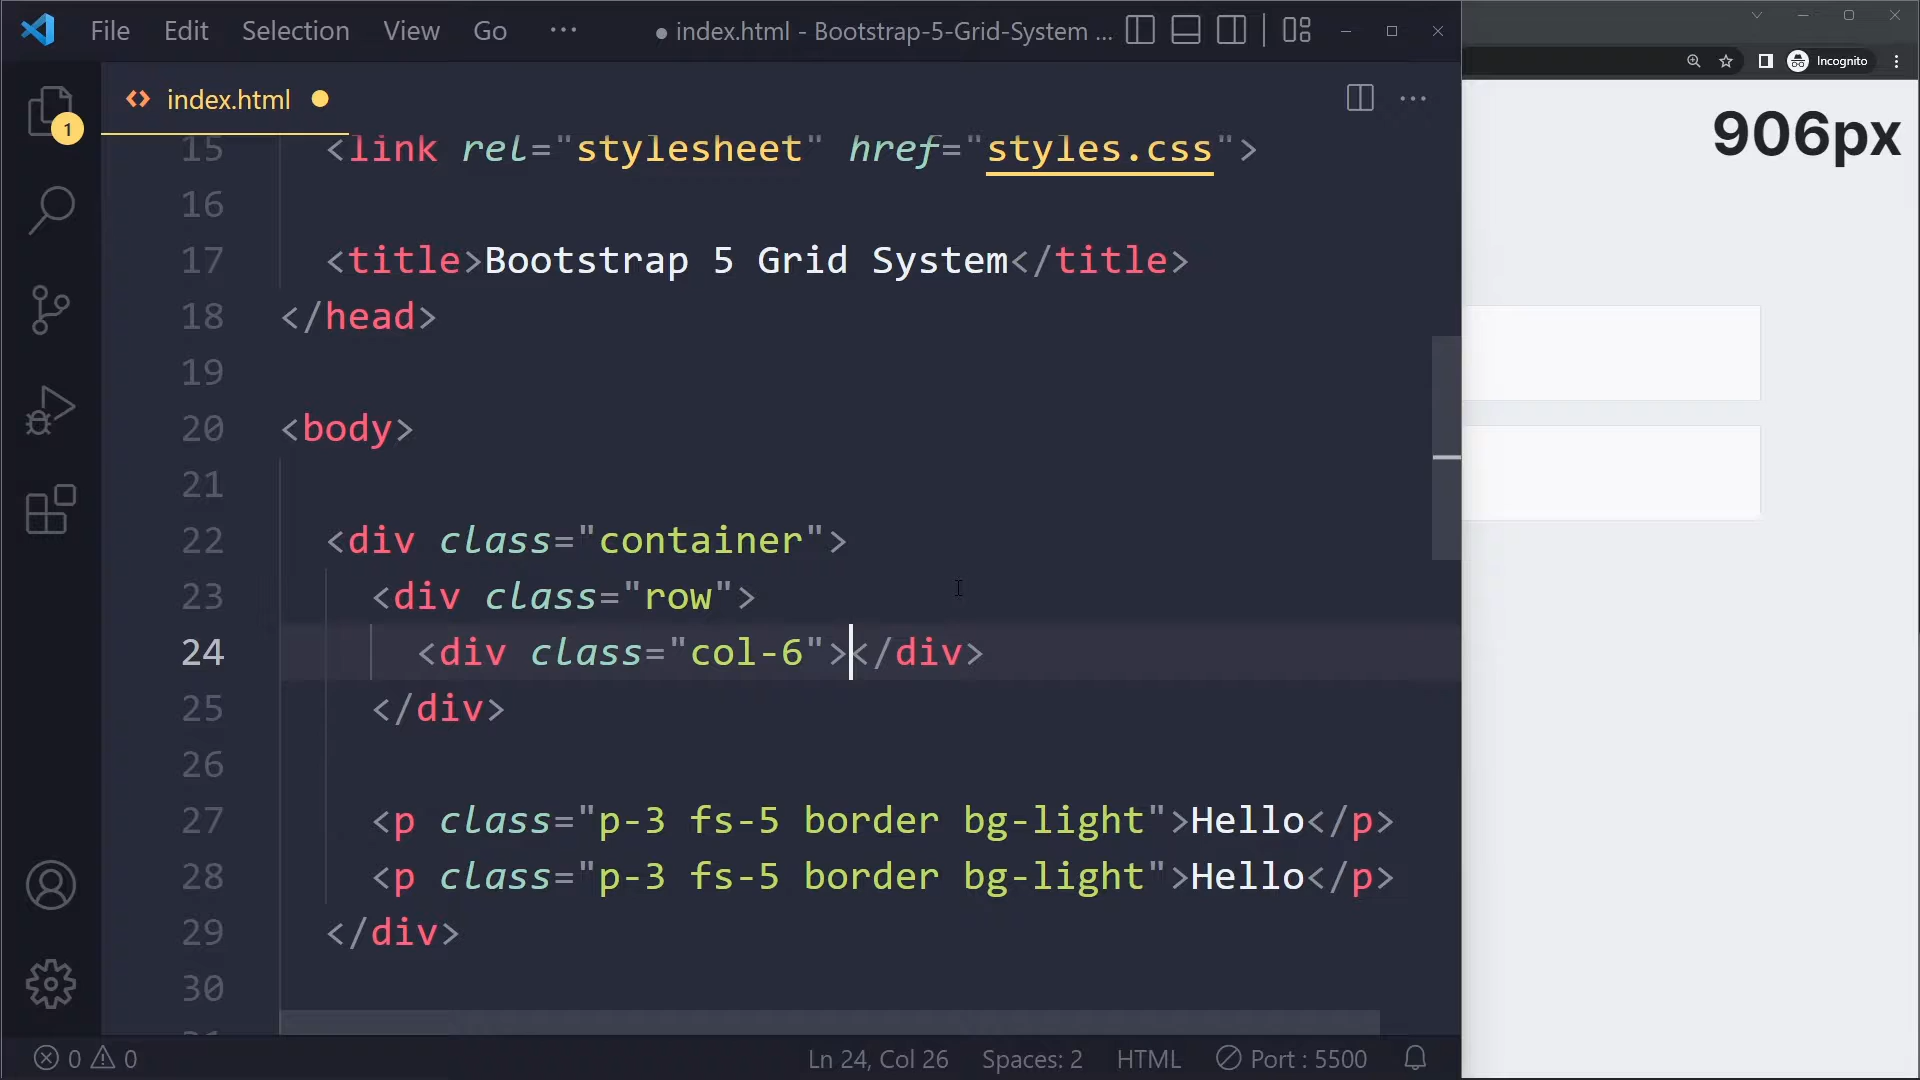 File Edit Selection View Go ··· ● index.html - Bootstrap-5-Grid-System ...
Incognito
index.html
1
906px
15 <link rel="stylesheet" href="styles.css">
16
17 <title>Bootstrap 5 Grid System</title>
18 </head>
19
20 <body>
21
22 <div class="container">
23 <div class="row">
24 <div class="col-6"></div>
25 </div>
26
27 <p class="p-3 fs-5 border bg-light">Hello</p>
28 <p class="p-3 fs-5 border bg-light">Hello</p>
29 </div>
30
0 0 Ln 24, Col 26 Spaces: 2 HTML Port : 5500